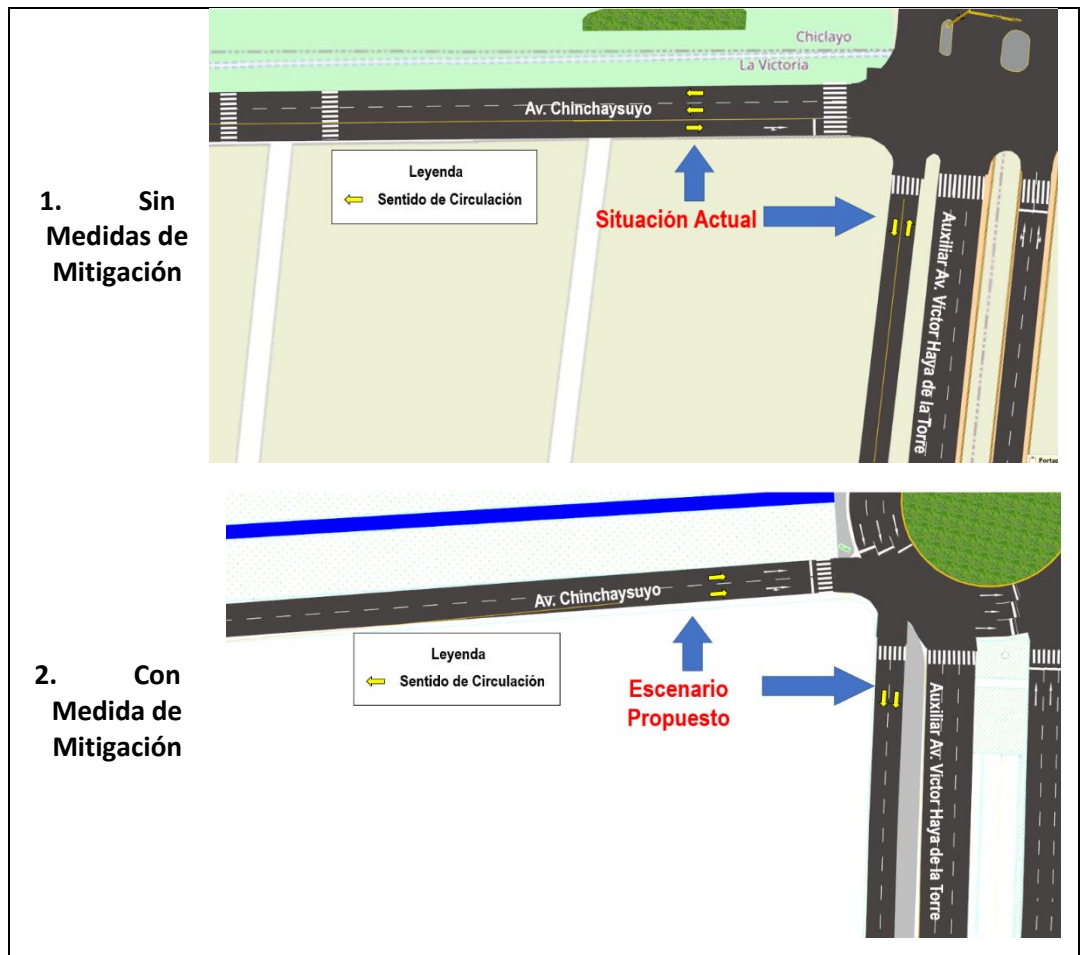 1. Sin
Medidas de
Mitigación
Chiclayo
La Victoria
Av. Chinchaysuyo
Leyenda
Sentido de Circulación
Situación Actual
Auxiliar Av. Victor Haya de la Torre
2. Con
Medida de
Mitigación
Av. Chinchaysuyo
Leyenda
Sentido de Circulación
Escenario
Propuesto
Auxiliar Av. Victor Haya de la Torre